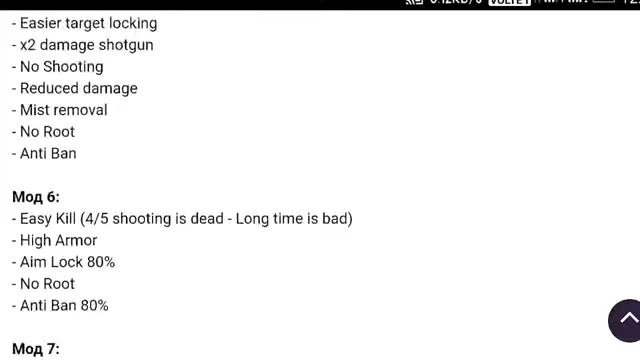 - Easier target locking
- x2 damage shotgun
- No Shooting
- Reduced damage
- Mist removal
- No Root
- Anti Ban
Мод 6:
- Easy Kill (4/5 shooting is dead - Long time is bad)
- High Armor
- Aim Lock 80%
- No Root
- Anti Ban 80%
Мод 7: